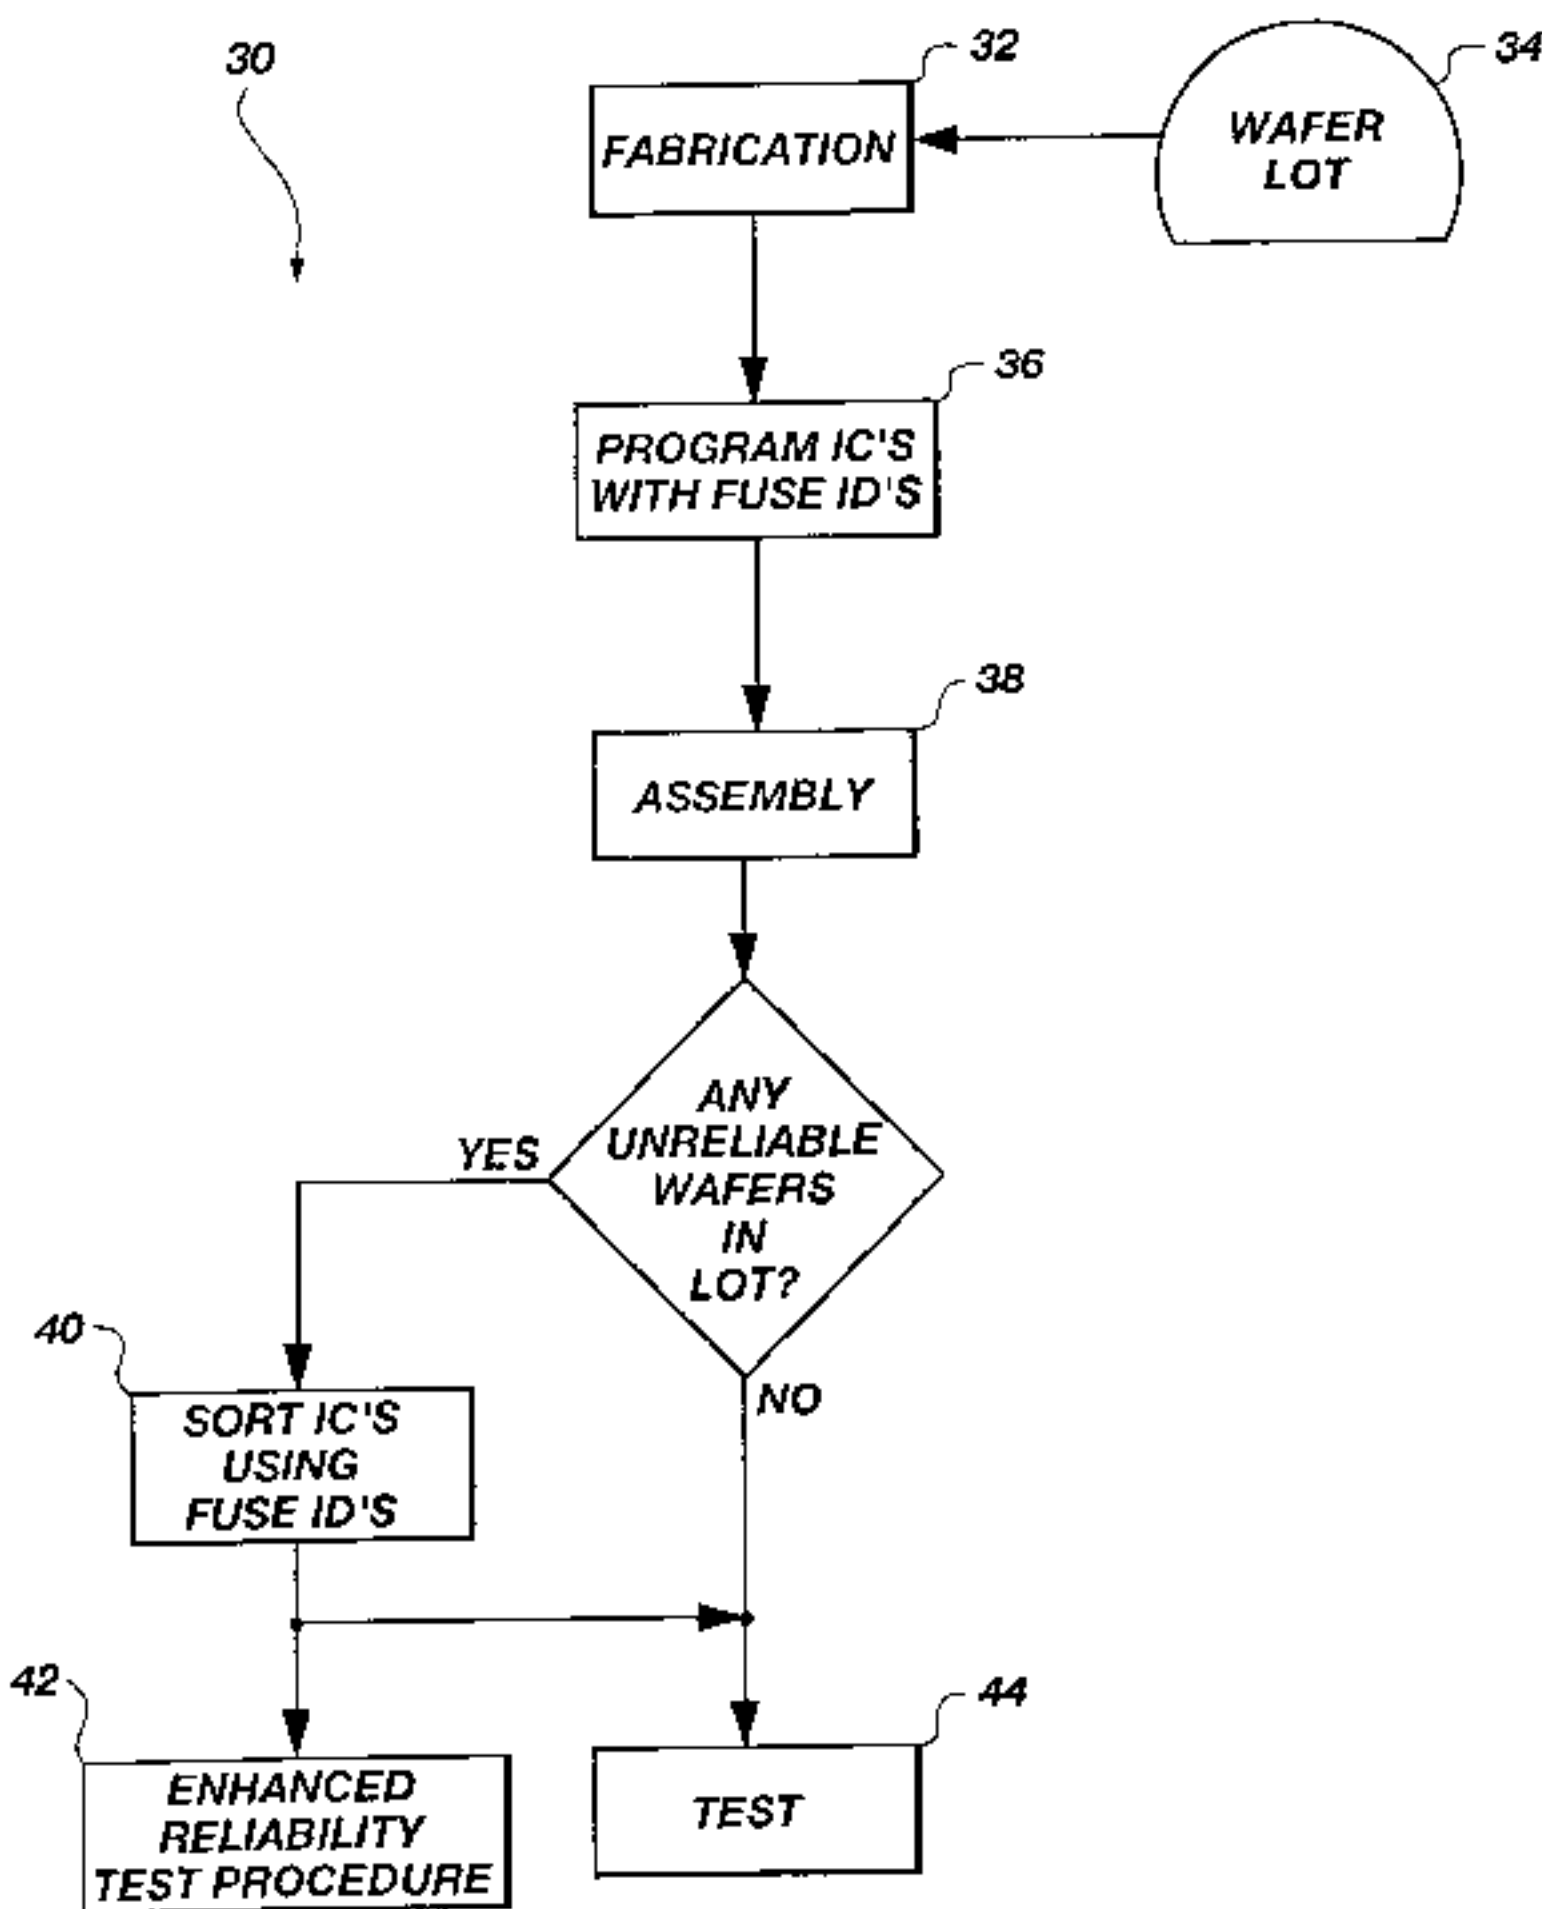 30
32
34
FABRICATION
WAFER
LOT
36
PROGRAM IC'S
WITH FUSE ID'S
38
ASSEMBLY
ANY
UNRELIABLE
WAFERS
IN
LOT?
YES
NO
40
SORT IC'S
USING
FUSE ID'S
42
44
ENHANCED
RELIABILITY
TEST PROCEDURE
TEST